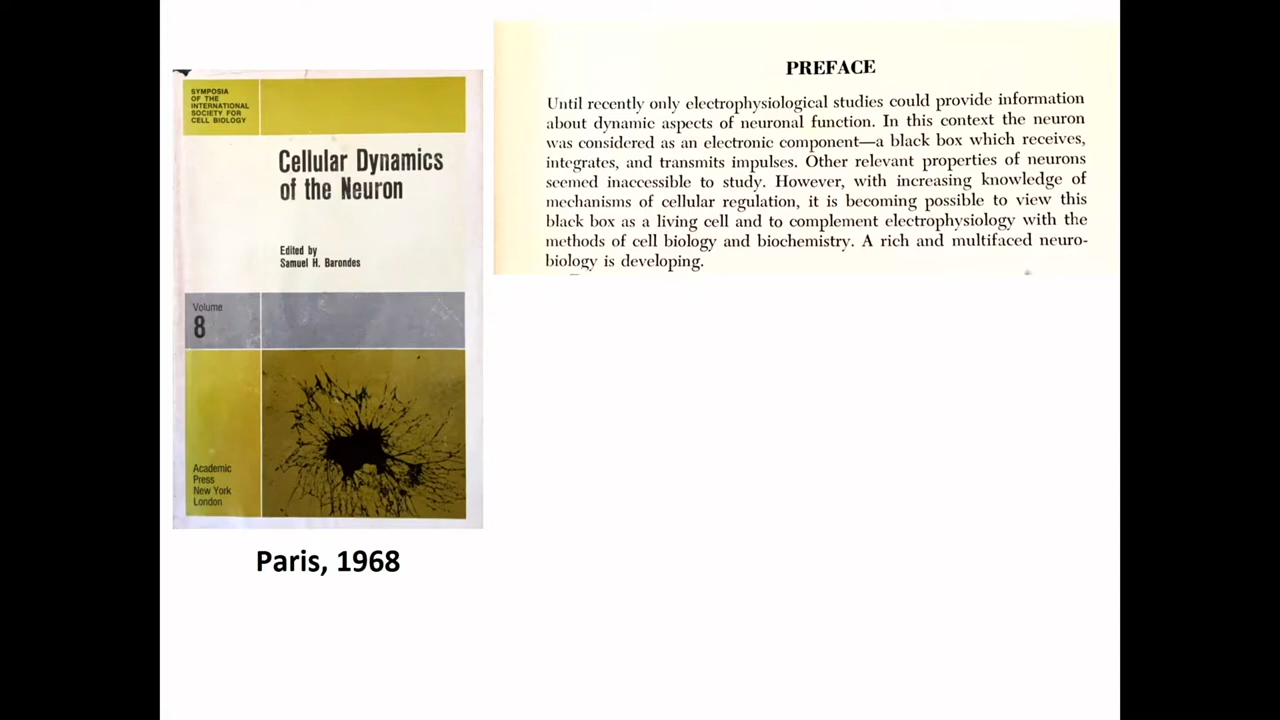 SYMPOSIA
OF THE
INTERNATIONAL
SOCIETY FOR
CELL BIOLOGY
Cellular Dynamics
of the Neuron
Edited by
Samuel H. Barondes
Volume
8
Academic
Press
New York
London
Paris, 1968
PREFACE
Until recently only electrophysiological studies could provide information
about dynamic aspects of neuronal function. In this context the neuron
was considered as an electronic component—a black box which receives,
integrates, and transmits impulses. Other relevant properties of neurons
seemed inaccessible to study. However, with increasing knowledge of
mechanisms of cellular regulation, it is becoming possible to view this
black box as a living cell and to complement electrophysiology with the
methods of cell biology and biochemistry. A rich and multifaced neuro-
biology is developing.